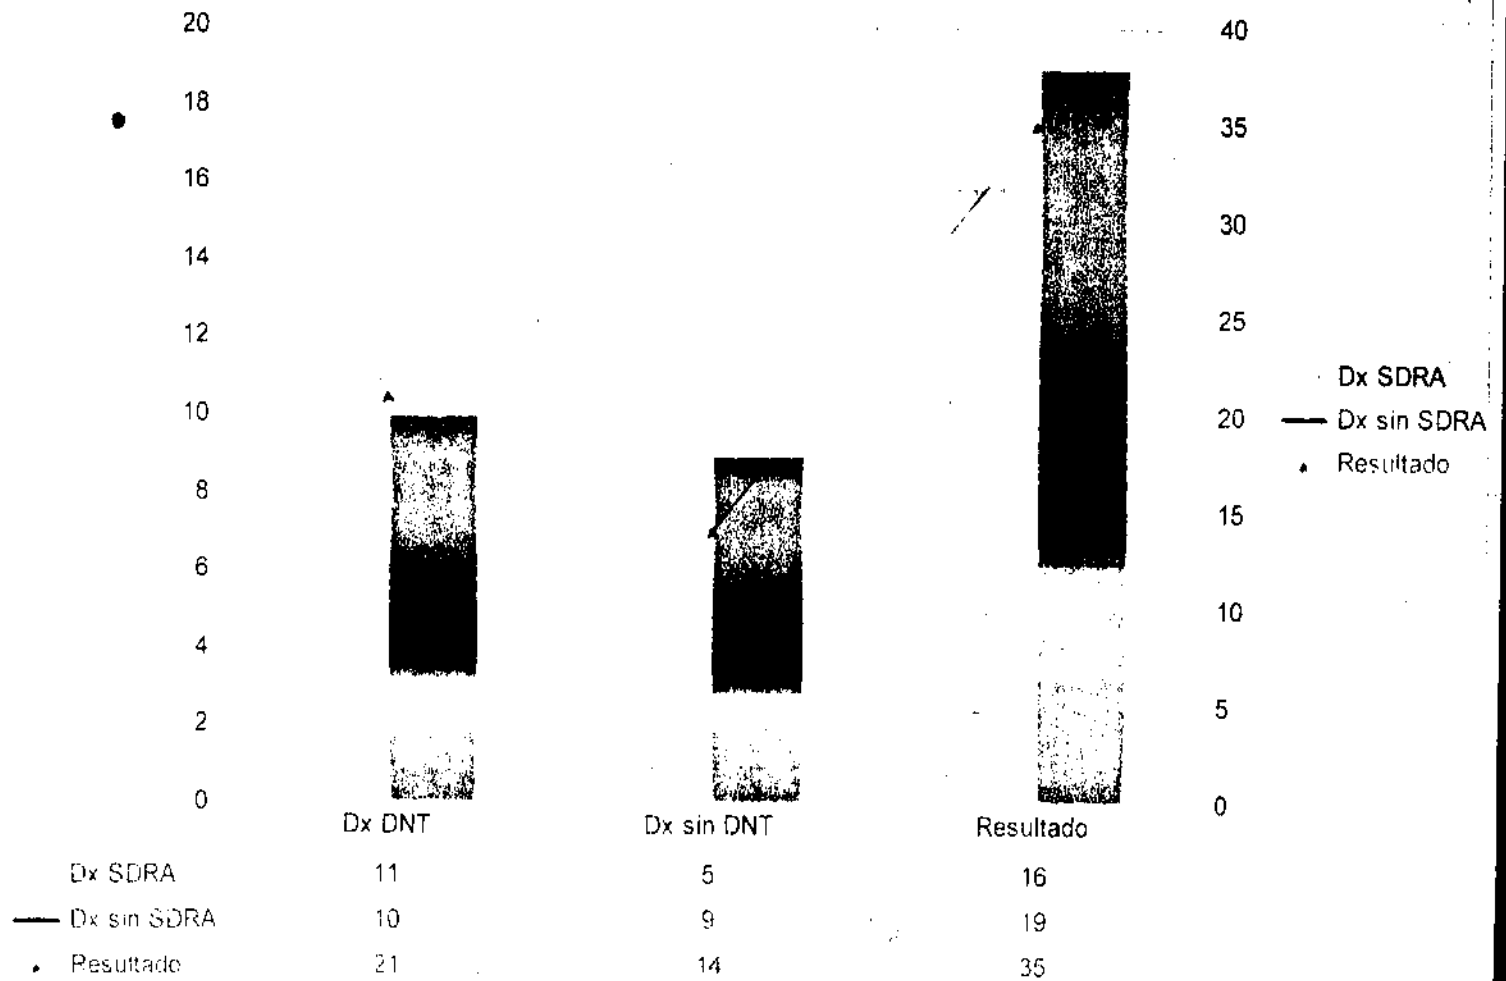 20
18
16
14
12
10
8
6
4
2
0
40
35
30
25
20
15
10
5
0
Dx SDRA
Dx sin SDRA
Resultado
Dx DNT Dx sin DNT Resultado
Dx SDRA 11 5 16
Dx sin SDRA 10 9 19
Resultado 21 14 35